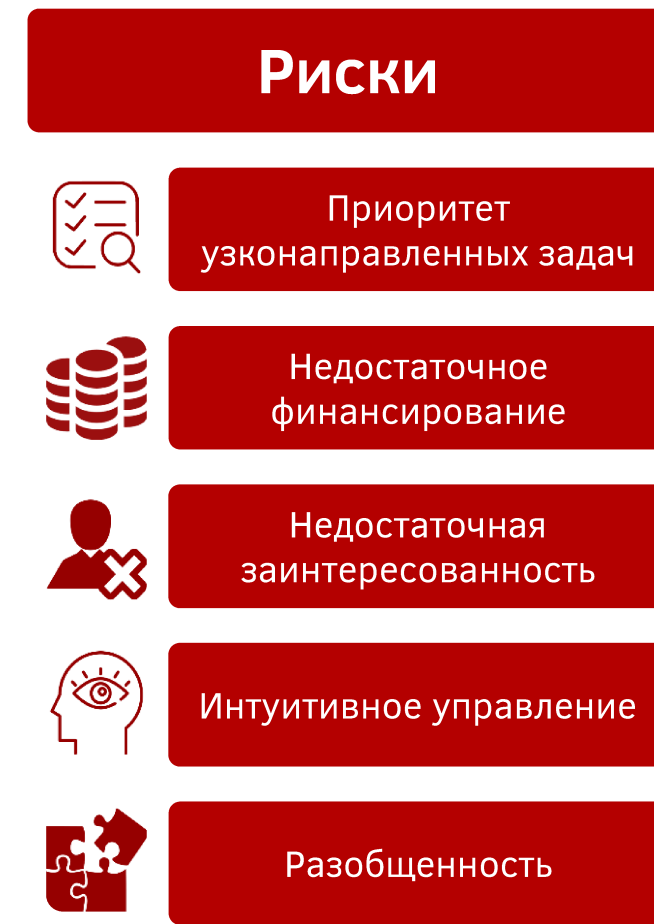 Риски
Приоритет
узконаправленных задач
Недостаточное
финансирование
Недостаточная
заинтересованность
Интуитивное управление
Разобщенность